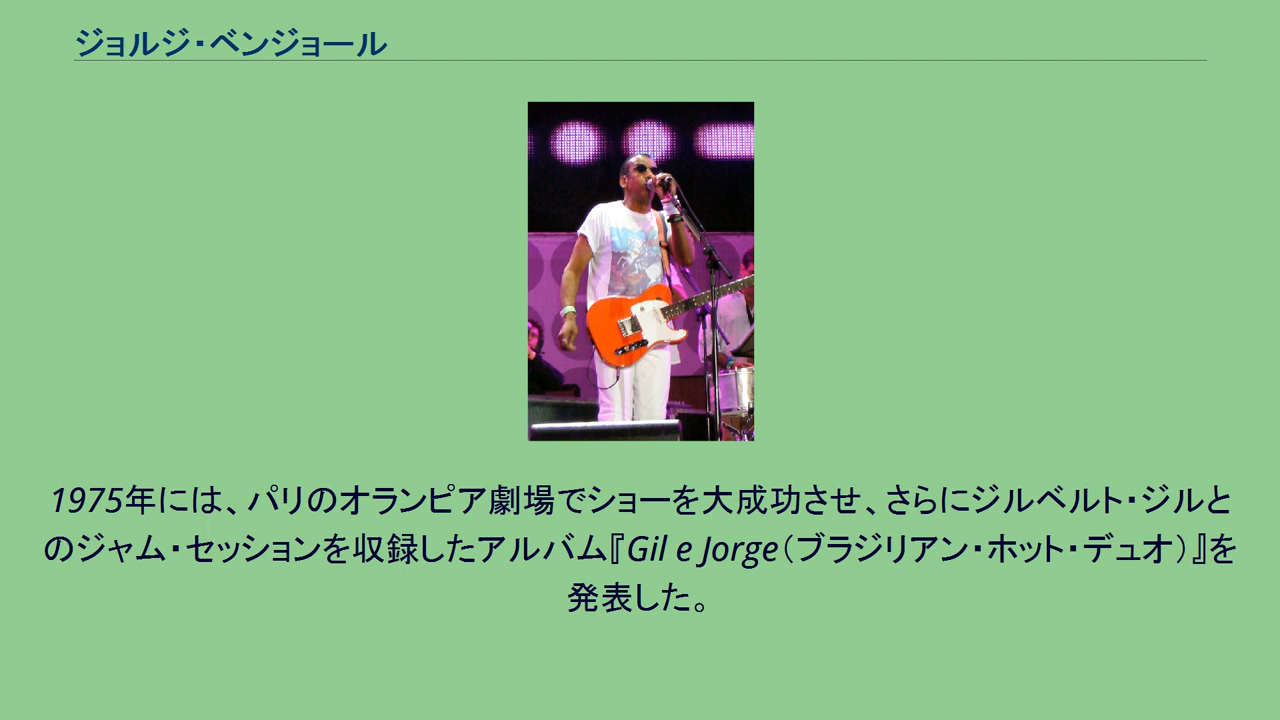 ジョルジ・ベンジョール
1975年には、パリのオランピア劇場でショーを大成功させ、さらにジルベルト・ジルと
のジャム・セッションを収録したアルバム『Gil e Jorge（ブラジリアン・ホット・デュオ）』を
発表した。